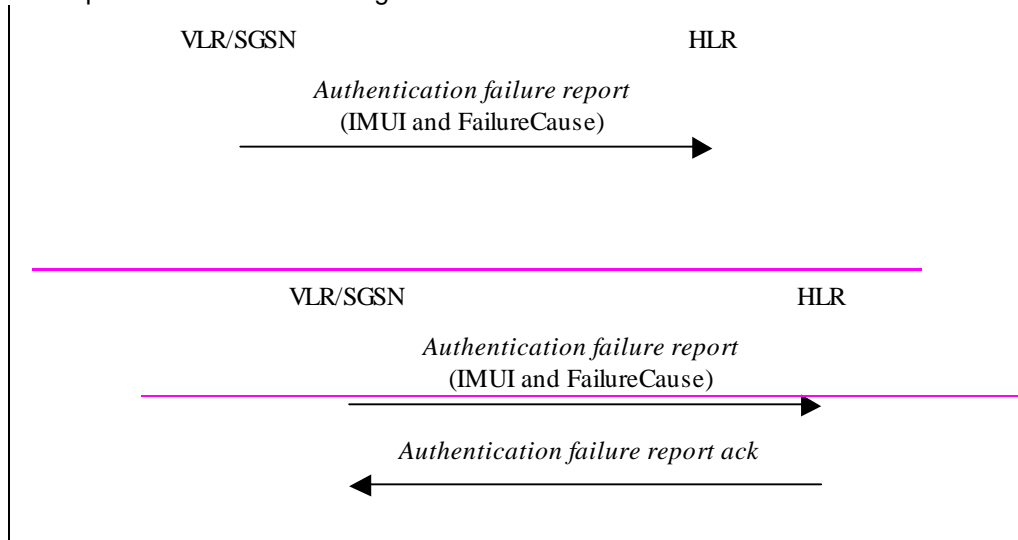 VLR/SGSN HLR
Authentication failure report
(IMUI and FailureCause)
VLR/SGSN HLR
Authentication failure report
(IMUI and FailureCause)
Authentication failure report ack